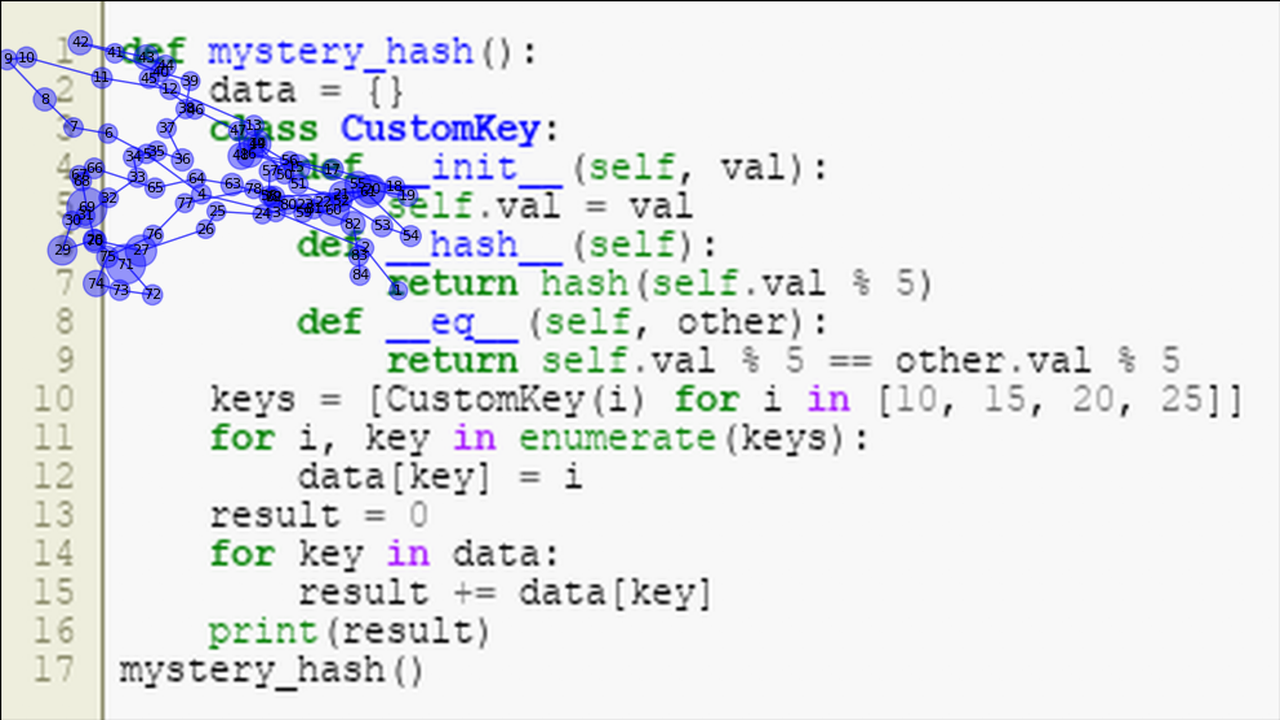 1 def mystery_hash():
2 data = {}
3 class CustomKey:
4 def __init__(self, val):
5 self.val = val
6 def __hash__(self):
7 return hash(self.val % 5)
8 def __eq__(self, other):
9 return self.val % 5 == other.val % 5
10 keys = [CustomKey(i) for i in [10, 15, 20, 25]]
11 for i, key in enumerate(keys):
12 data[key] = i
13 result = 0
14 for key in data:
15 result += data[key]
16 print(result)
17 mystery_hash()